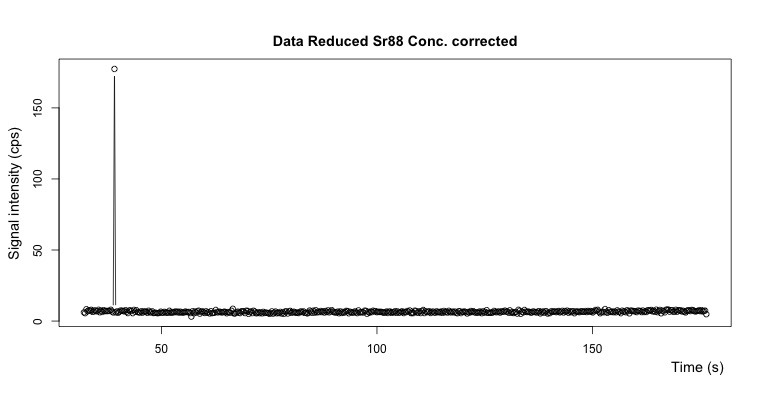 Data Reduced Sr88 Conc. corrected
Signal intensity (cps)
150
100
50
0
50 100 150
Time (s)